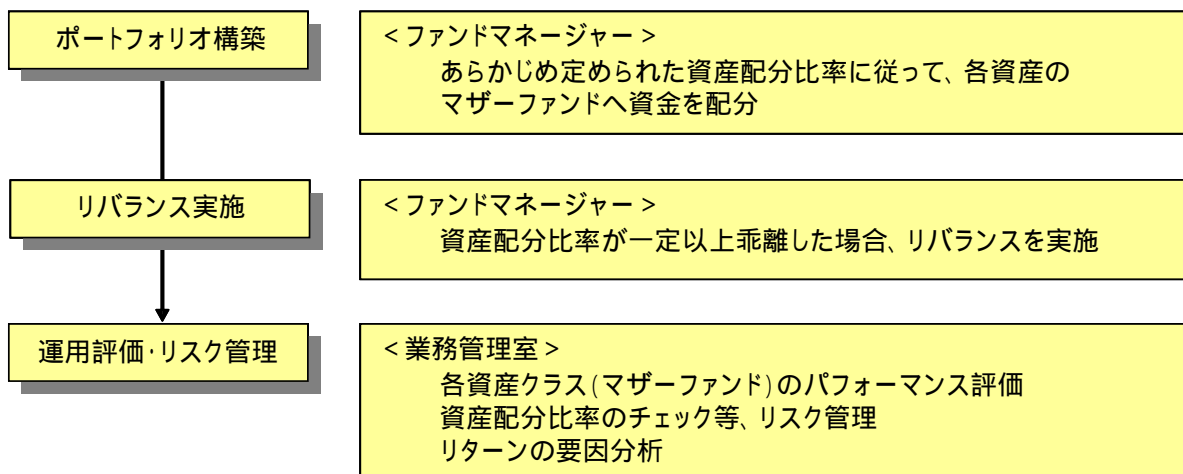 ポートフォリオ構築
<ファンドマネージャー>
あらかじめ定められた資産配分比率に従って、各資産の
マザーファンドへ資金を配分
リバランス実施
<ファンドマネージャー>
資産配分比率が一定以上乖離した場合、リバランスを実施
運用評価・リスク管理
<業務管理室>
各資産クラス(マザーファンド)のパフォーマンス評価
資産配分比率のチェック等、リスク管理
リターンの要因分析